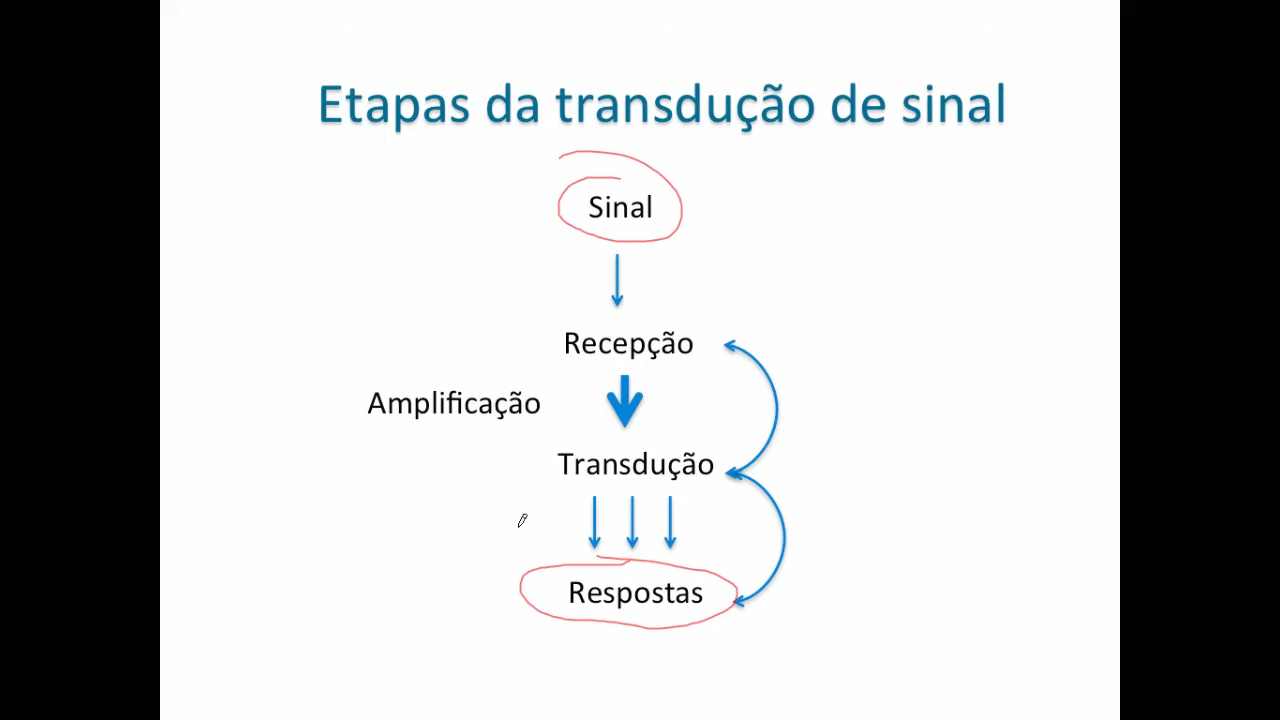 Etapas da transdução de sinal
Sinal
Recepção
Amplificação
Transdução
Respostas